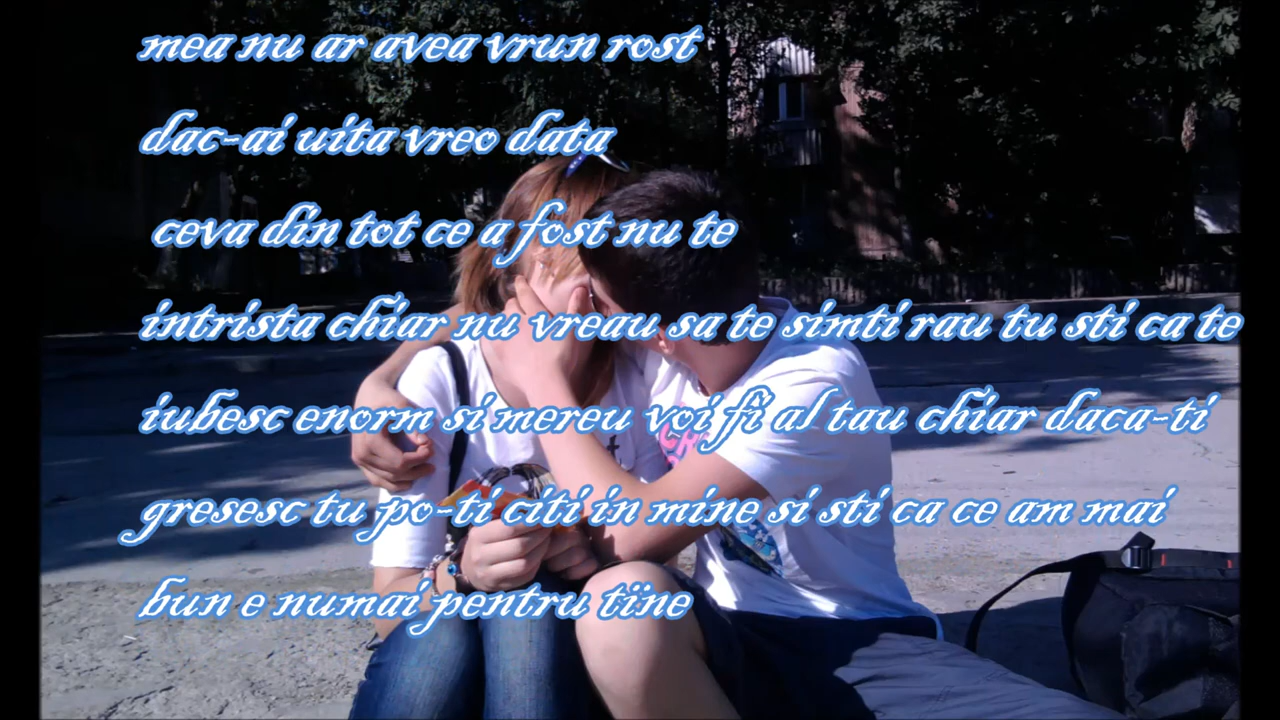 mea nu ar avea vrun rost
dac-ai uita vreo data
ceva din tot ce a fost nu te
intrista chiar nu vreau sa te simti rau tu sti ca te
iubesc enorm si mereu voi fi al tau chiar daca-ti
gresesc tu po-ti citi in mine si sti ca ce am mai
bun e numai pentru tïne